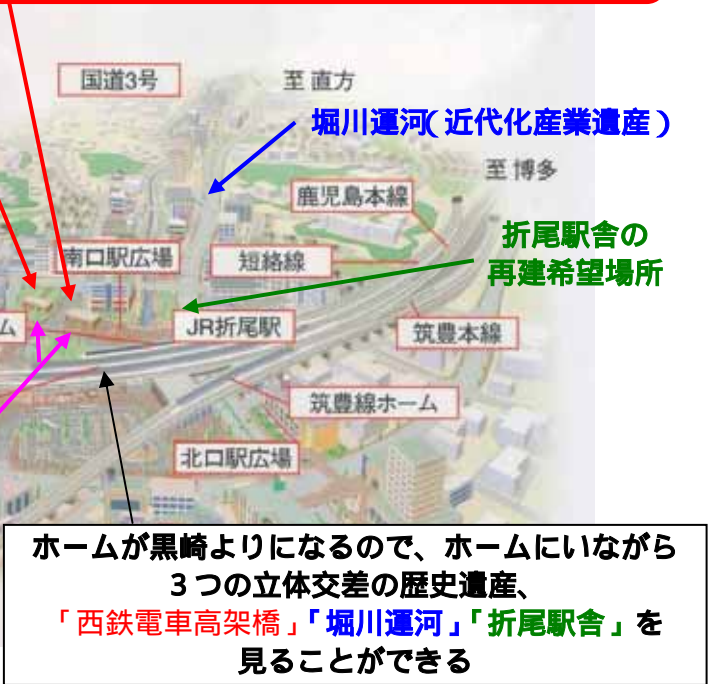 国道3号
至 直方
堀川運河(近代化産業遺産)
至 博多
鹿児島本線
折尾駅舎の
再建希望場所
南口駅広場
短絡線
ム
JR折尾駅
筑豊本線
筑豊線ホーム
北口駅広場
ホームが黒崎よりになるので、ホームにいながら
3つの立体交差の歴史遺産、
「西鉄電車高架橋」「堀川運河」「折尾駅舎」を
見ることができる